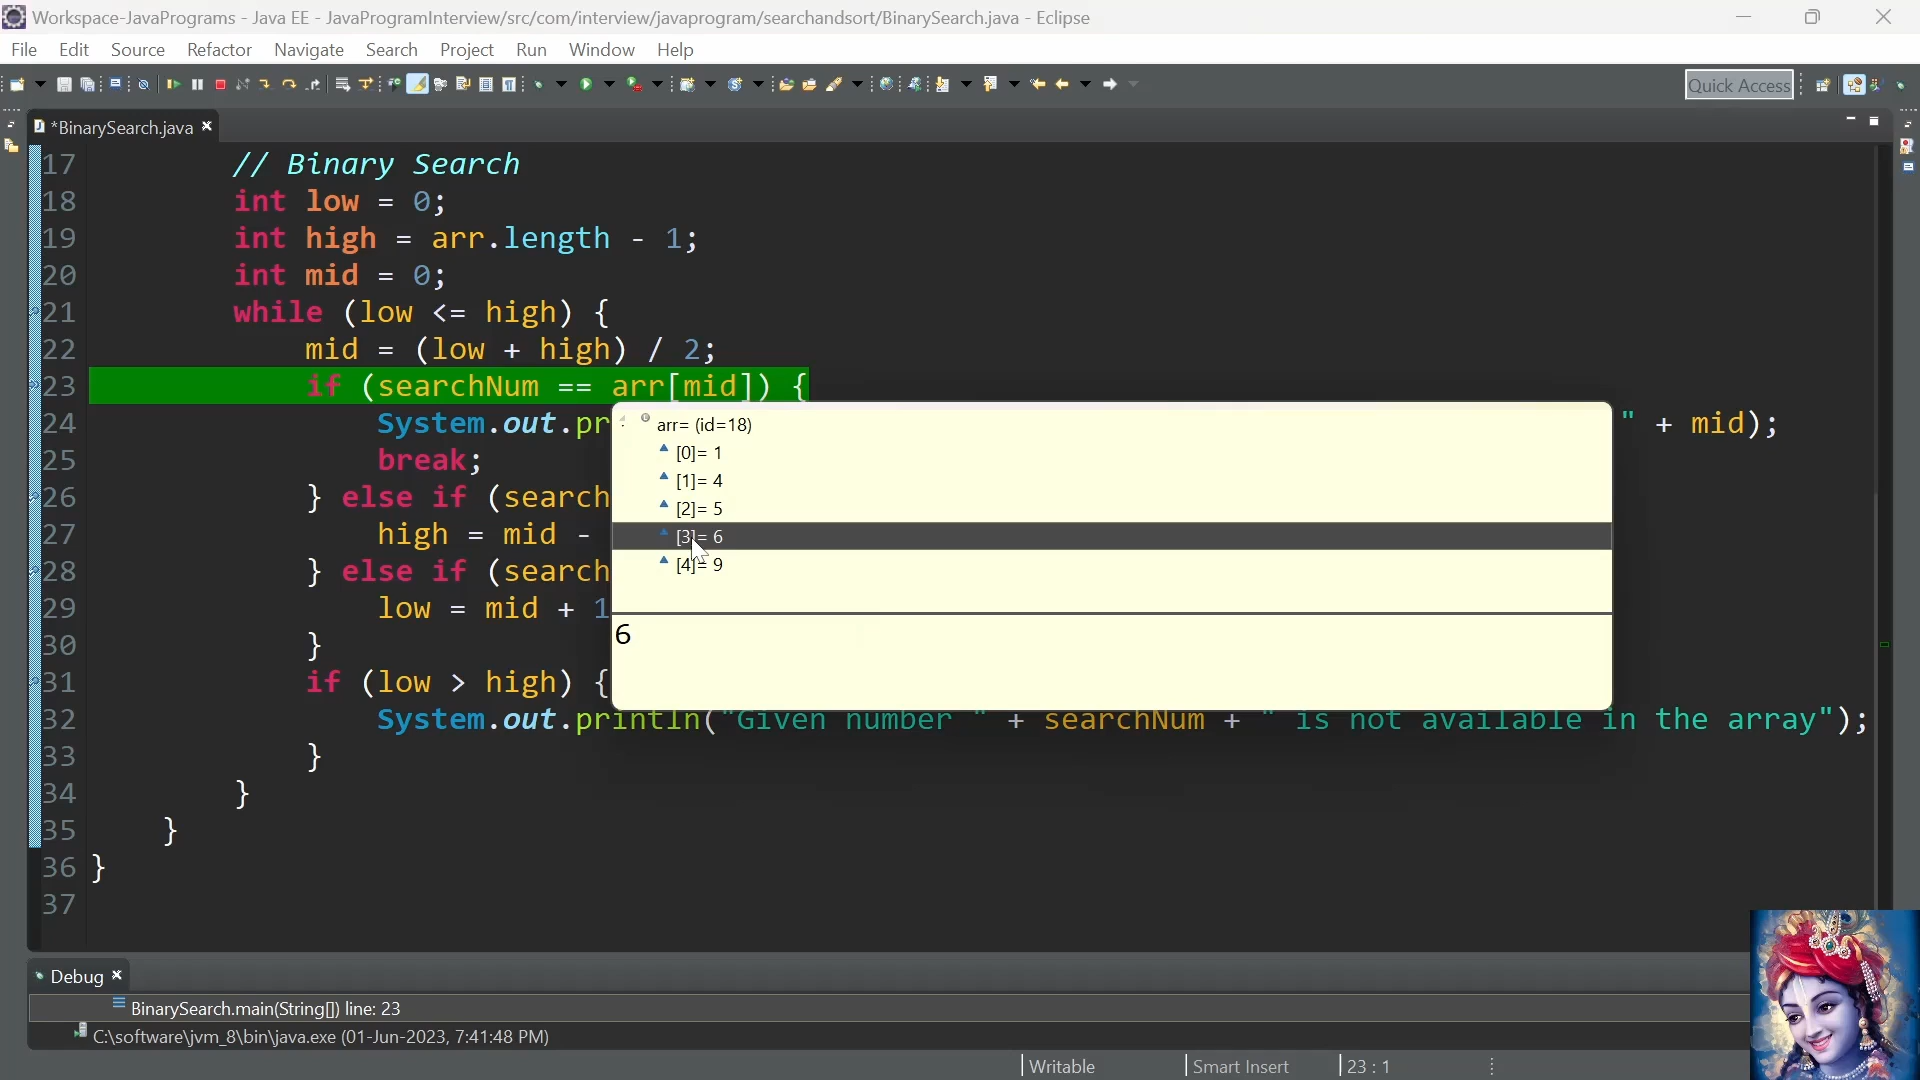 Workspace-JavaPrograms - Java EE - JavaProgramInterview/src/com/interview/javaprogram/searchandsort/BinarySearch.java - Eclipse
File Edit Source Refactor Navigate Search Project Run Window Help
Quick Access
*BinarySearch.java
17 // Binary Search
18 int low = 0;
19 int high = arr.length - 1;
20 int mid = 0;
21 while (low <= high) {
22 mid = (low + high) / 2;
23 if (searchNum == arr[mid]) {
24 System.out.pr " + mid);
25 break;
26 } else if (search
27 high = mid -
28 } else if (search
29 low = mid + 1
30 }
31 if (low > high) {
32 System.out.println("Given number " + searchNum + " is not available in the array");
33 }
34 }
35 }
36 }
37
arr= (id=18)
[0]= 1
[1]= 4
[2]= 5
[3]= 6
[4]= 9
6
Debug
BinarySearch.main(String[]) line: 23
C:\software\jvm_8\bin\java.exe (01-Jun-2023, 7:41:48 PM)
Writable Smart Insert 23 : 1